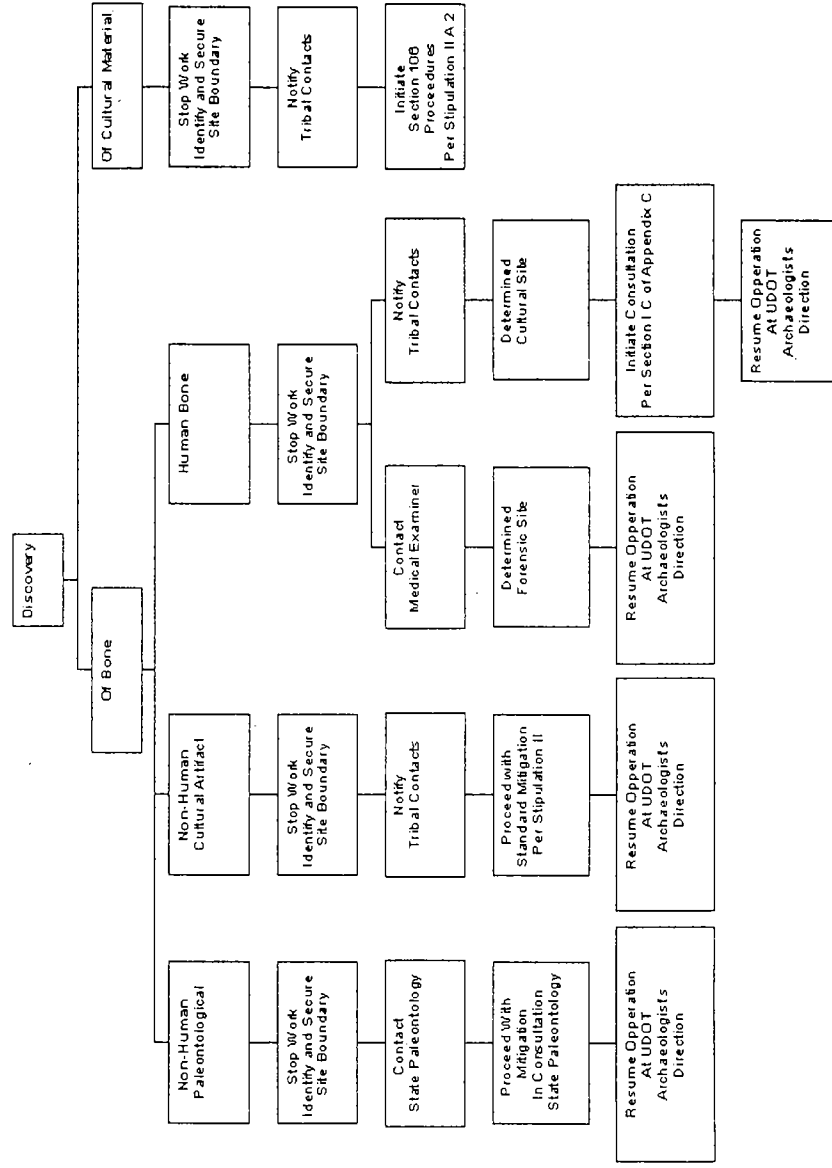 Discovery
Of Bone
Of Cultural Material
Non-Human
Paleontological
Non-Human
Cultural Artifact
Human Bone
Stop Work
Identify and Secure
Site Boundary
Stop Work
Identify and Secure
Site Boundary
Stop Work
Identify and Secure
Site Boundary
Stop Work
Identify and Secure
Site Boundary
Contact
State Paleontology
Notify
Tribal Contacts
Contact
Medical Examiner
Notify
Tribal Contacts
Notify
Tribal Contacts
Proceed With
Mitigation
In Consultation
State Paleontology
Proceed with
Standard Mitigation
Per Stipulation II
Determined
Forensic Site
Determined
Cultural Site
Initiate
Section 106
Proceedures
Per Stipulation II A 2
Resume Opperation
At UDOT
Archaeologists
Direction
Resume Opperation
At UDOT
Archaeologists
Direction
Resume Opperation
At UDOT
Archaeologists
Direction
Initiate Consultation
Per Section I C of Appendix C
Resume Opperation
At UDOT
Archaeologists
Direction